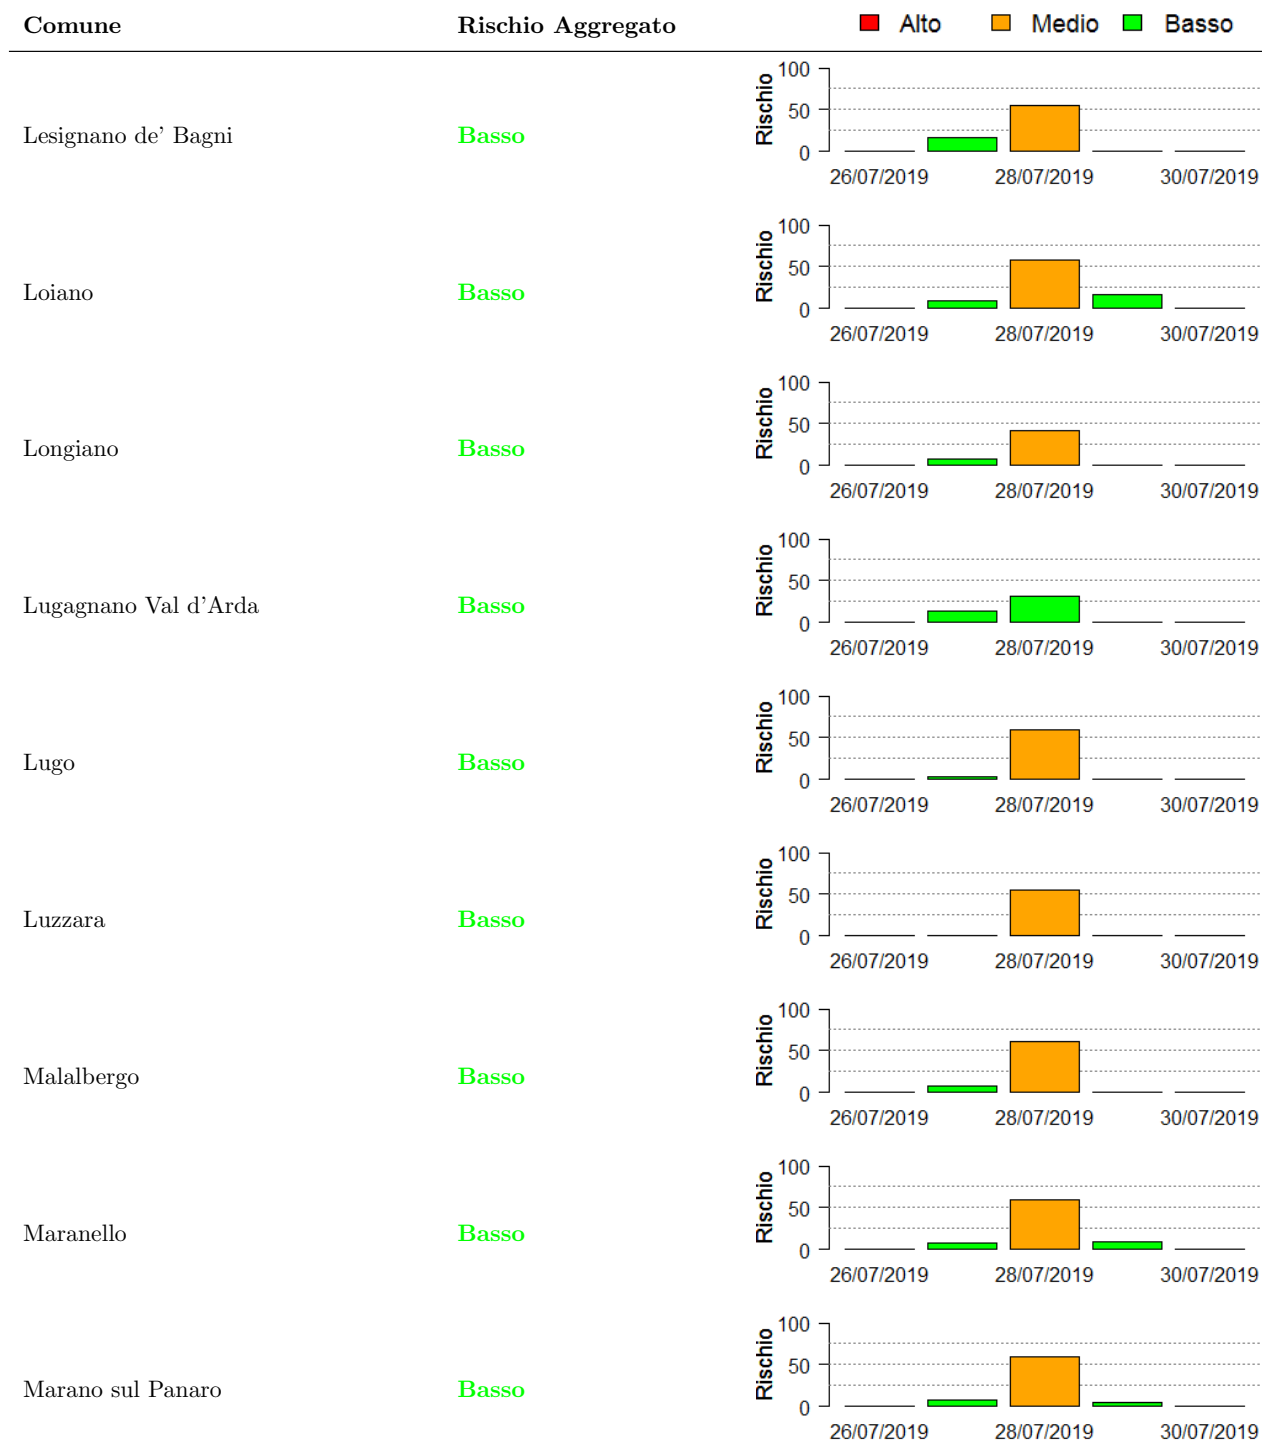 Comune Rischio Aggregato Alto Medio Basso
100
50
0
Rischio
Lesignano de' Bagni Basso
26/07/2019 28/07/2019 30/07/2019
100
50
0
Rischio
Loiano Basso
26/07/2019 28/07/2019 30/07/2019
100
50
0
Rischio
Longiano Basso
26/07/2019 28/07/2019 30/07/2019
100
50
0
Rischio
Lugagnano Val d'Arda Basso
26/07/2019 28/07/2019 30/07/2019
100
50
0
Rischio
Lugo Basso
26/07/2019 28/07/2019 30/07/2019
100
50
0
Rischio
Luzzara Basso
26/07/2019 28/07/2019 30/07/2019
100
50
0
Rischio
Malalbergo Basso
26/07/2019 28/07/2019 30/07/2019
100
50
0
Rischio
Maranello Basso
26/07/2019 28/07/2019 30/07/2019
100
50
0
Rischio
Marano sul Panaro Basso
26/07/2019 28/07/2019 30/07/2019